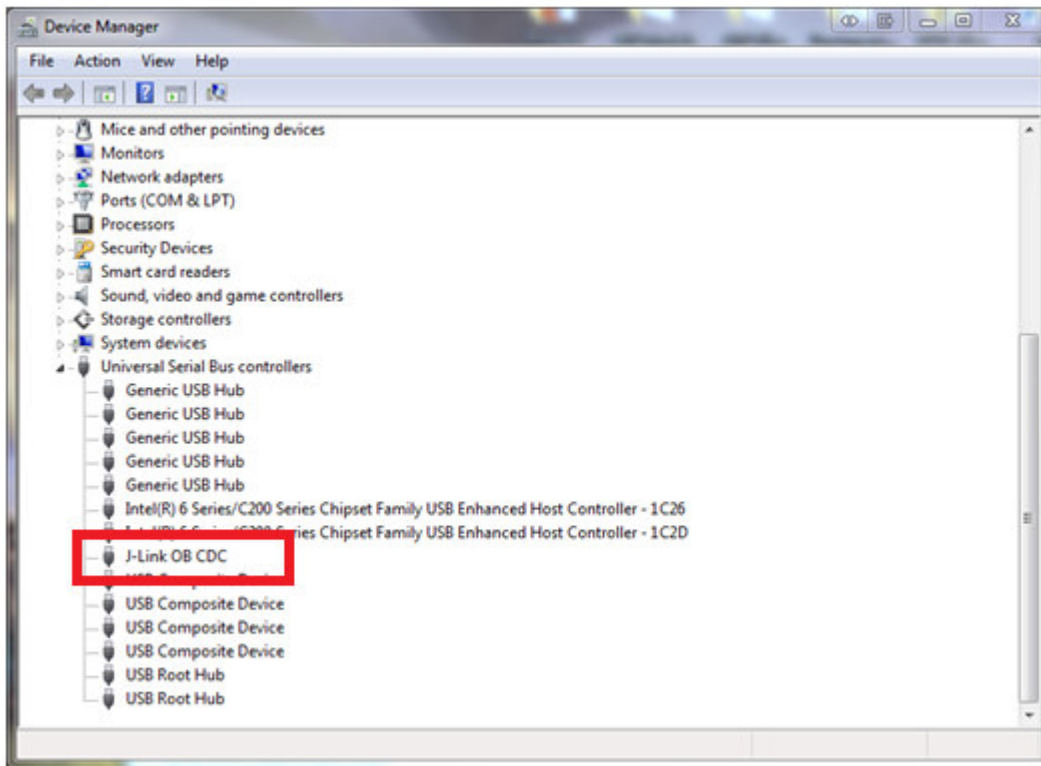 Device Manager
File Action View Help
Mice and other pointing devices
Monitors
Network adapters
Ports (COM & LPT)
Processors
Security Devices
Smart card readers
Sound, video and game controllers
Storage controllers
System devices
Universal Serial Bus controllers
Generic USB Hub
Generic USB Hub
Generic USB Hub
Generic USB Hub
Generic USB Hub
Intel(R) 6 Series/C200 Series Chipset Family USB Enhanced Host Controller - 1C26
Series Chipset Family USB Enhanced Host Controller - 1C2D
J-Link OB CDC
USB Composite Device
USB Composite Device
USB Composite Device
USB Root Hub
USB Root Hub